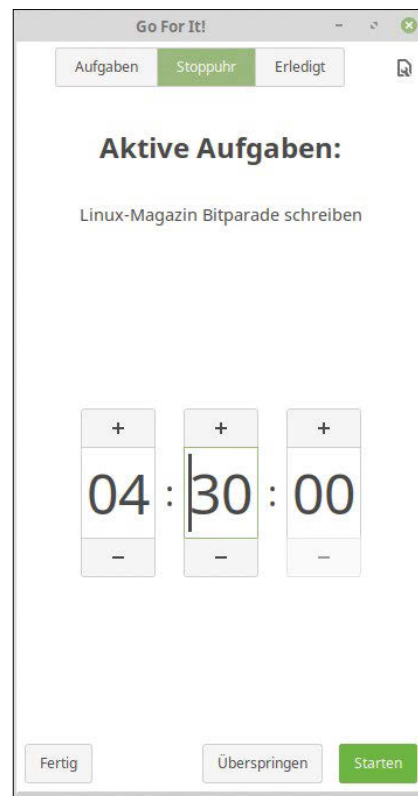 Go For It!
Aufgaben Stoppuhr Erledigt
Aktive Aufgaben:
Linux-Magazin Bitparade schreiben
+ + +
04 : 30 : 00
− − −
Fertig Überspringen Starten